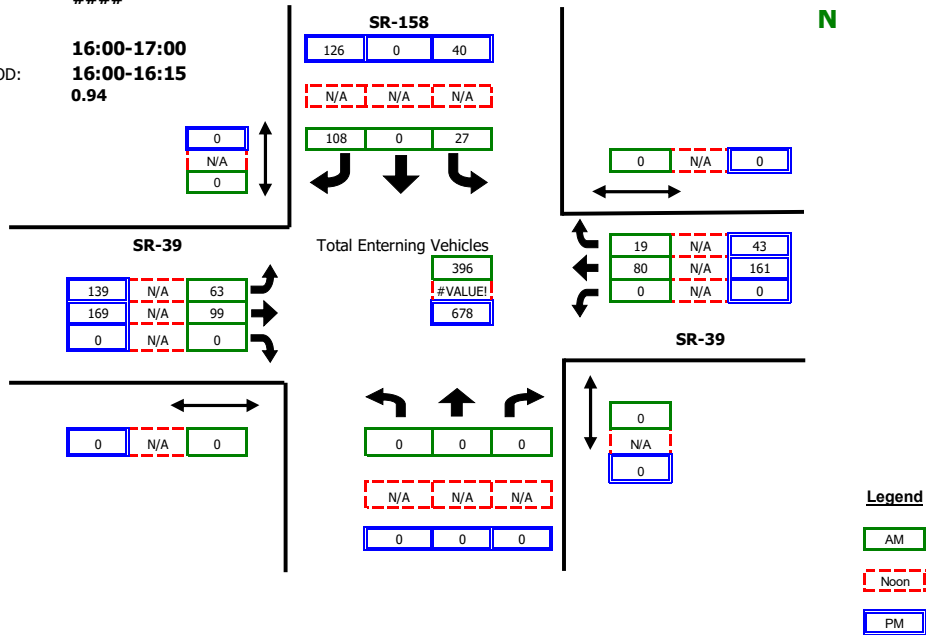 ####
SR-158
N
16:00-17:00
OD: 16:00-16:15
0.94
126 0 40
N/A N/A N/A
108 0 27
0
N/A
0
0 N/A 0
SR-39
Total Enterning Vehicles
396
#VALUE!
678
19 N/A 43
80 N/A 161
0 N/A 0
139 N/A 63
169 N/A 99
0 N/A 0
SR-39
0 N/A 0
0 0 0
N/A N/A N/A
0 0 0
0
N/A
0
Legend
AM
Noon
PM